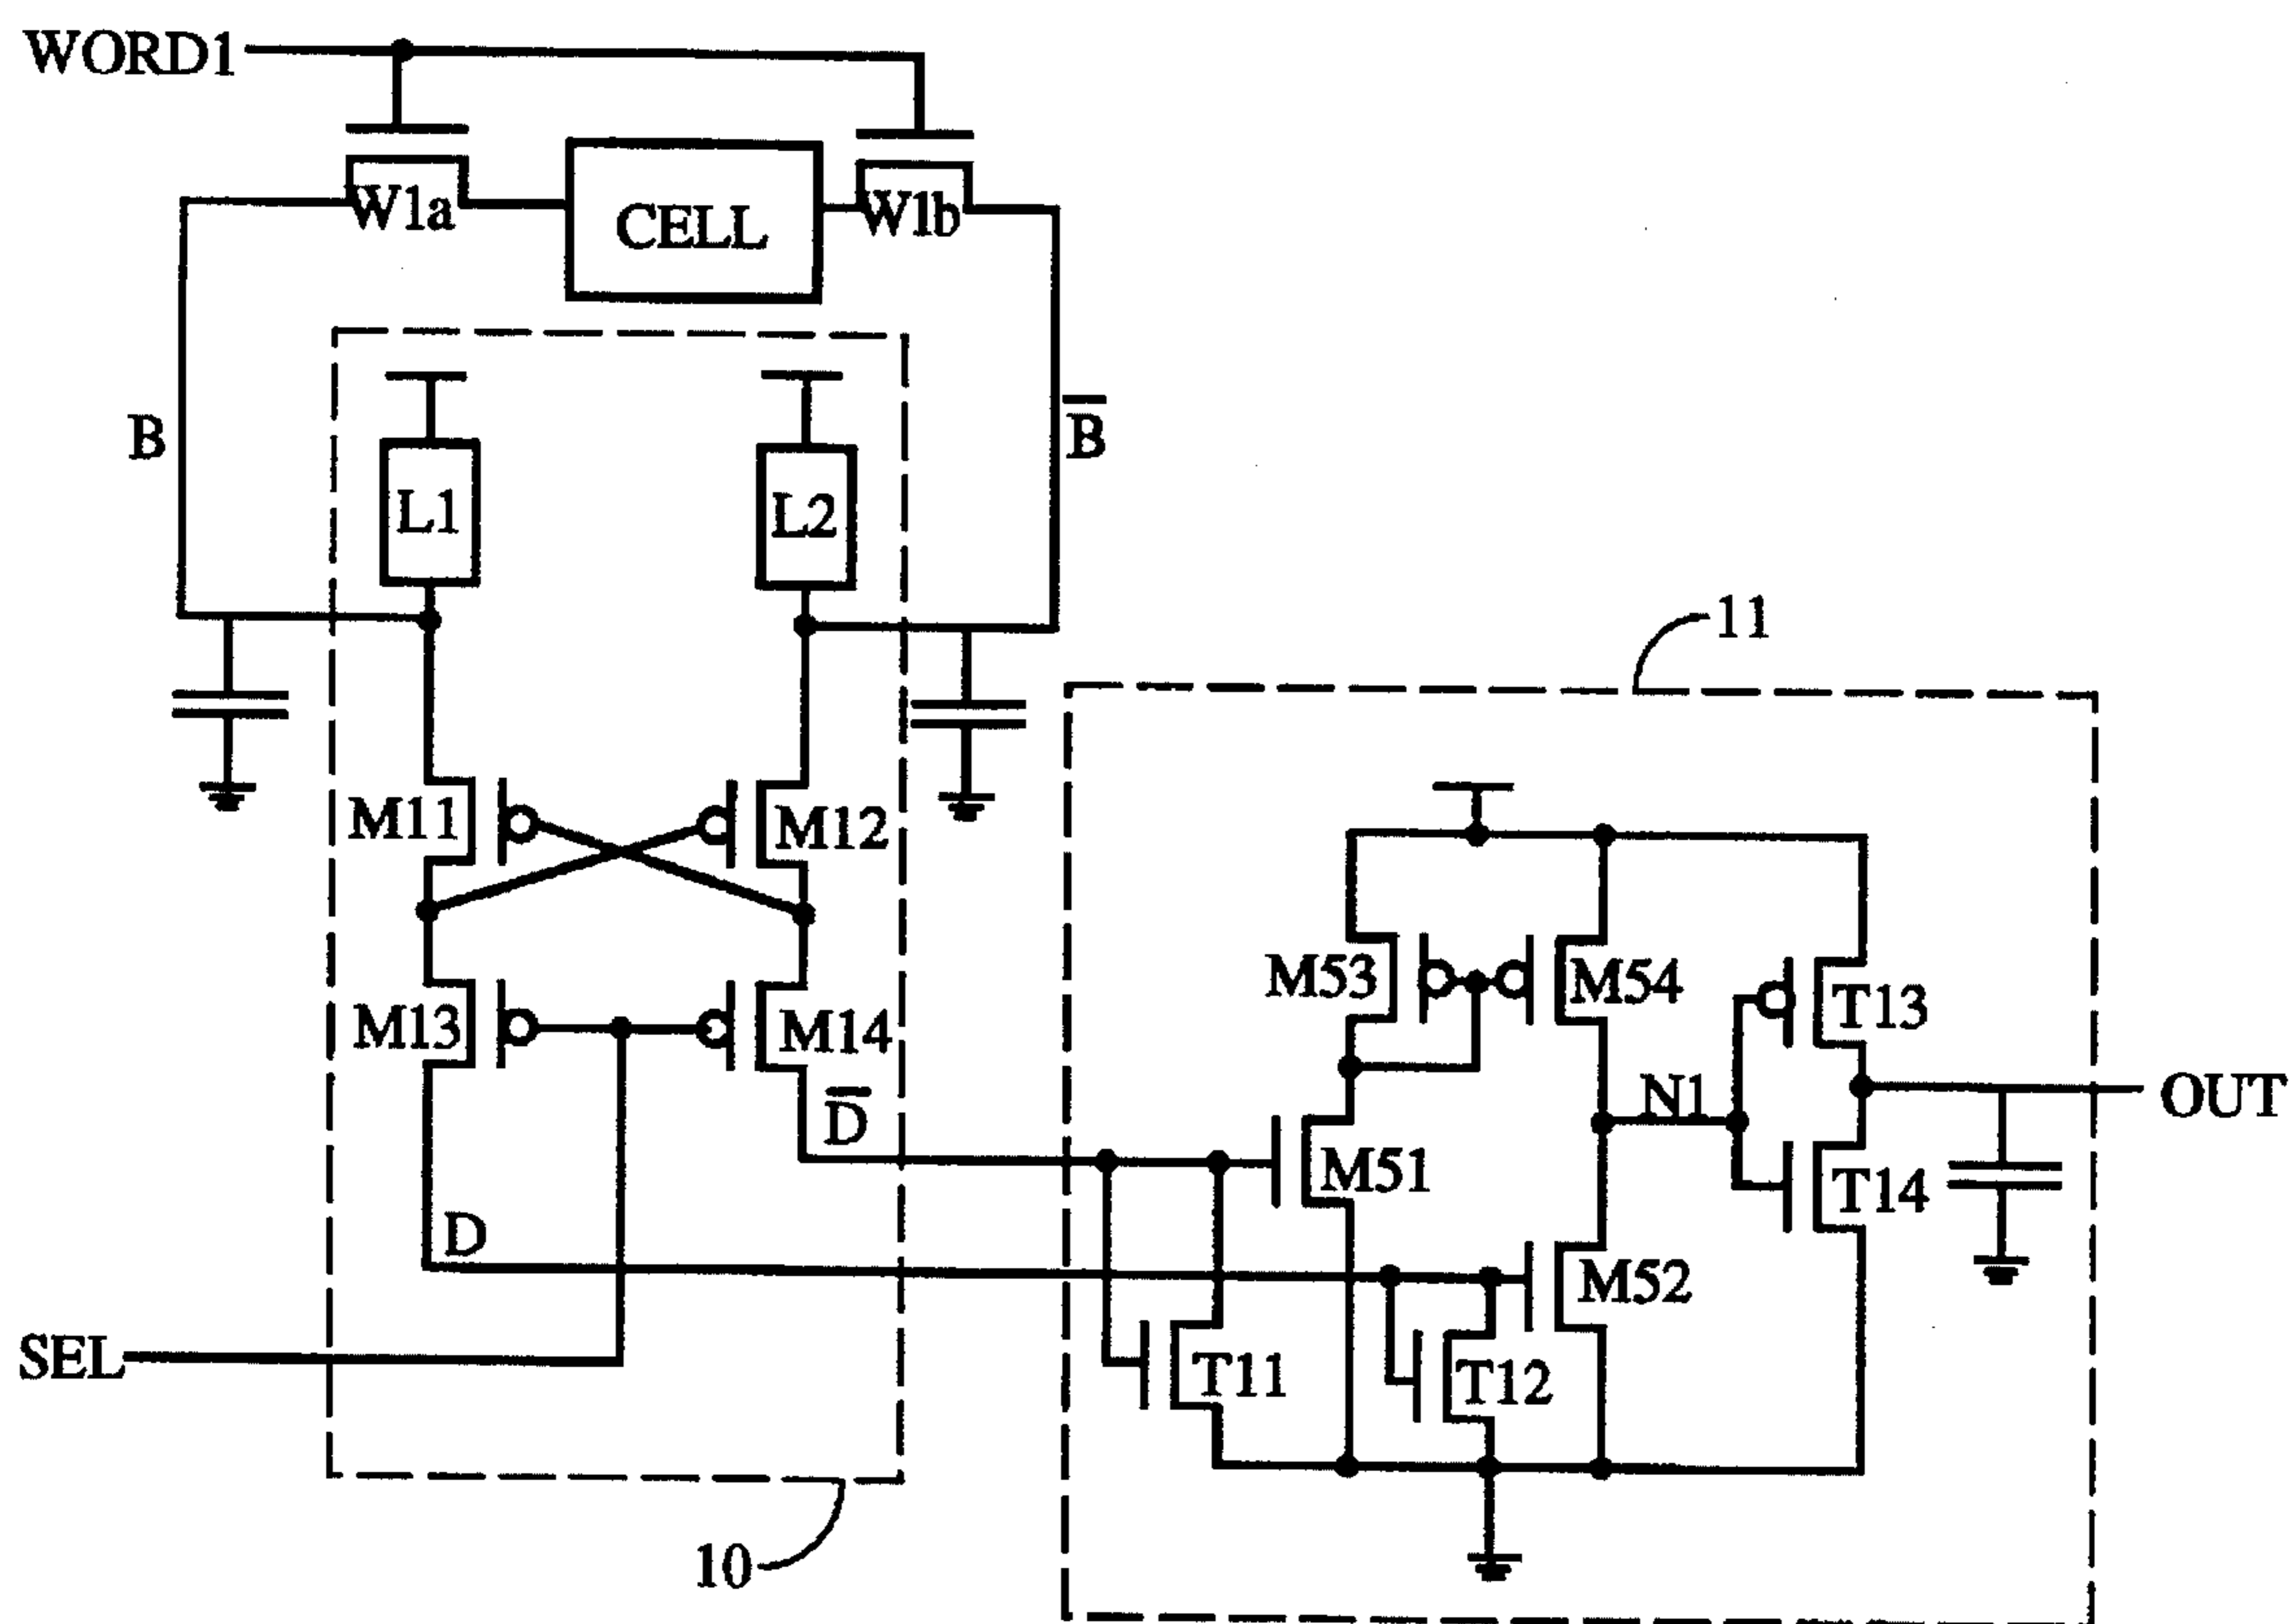 WORD1
W1a
CELL
W1b
B
B̅
L1
L2
11
M11
M12
M53
M54
T13
M13
M14
N1
OUT
D̅
M51
T14
D
M52
SEL
T11
T12
10